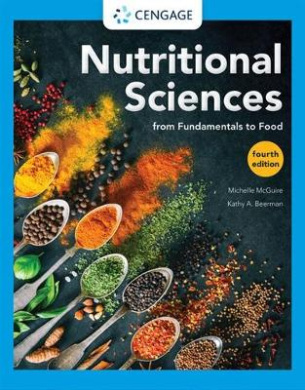 CENGAGE
Nutritional
Sciences
from Fundamentals to Food
fourth
edition
Michelle McGuire
Kathy A. Beerman